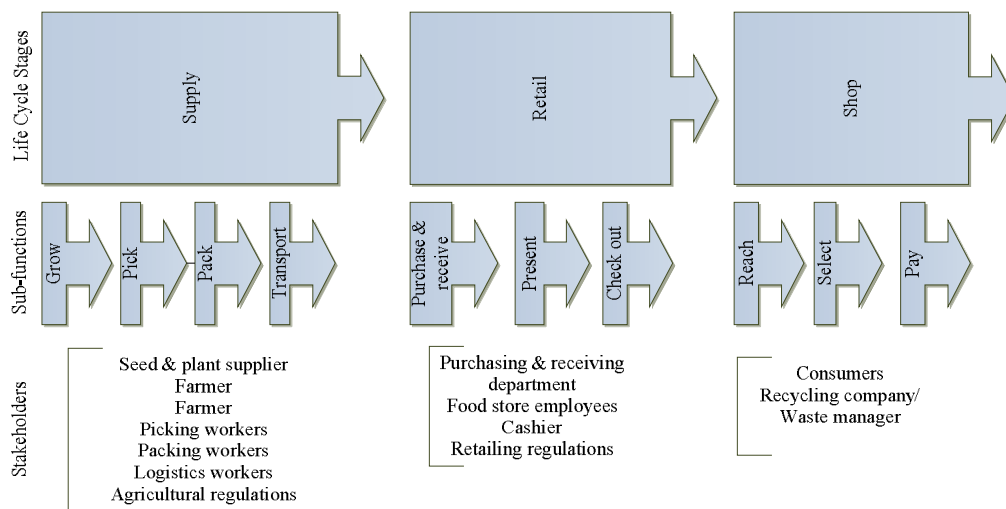 Life Cycle Stages
Supply
Retail
Shop
Sub-functions
Grow
Pick
Pack
Transport
Purchase &
receive
Present
Check out
Reach
Select
Pay
Stakeholders
Seed & plant supplier
Farmer
Farmer
Picking workers
Packing workers
Logistics workers
Agricultural regulations
Purchasing & receiving
department
Food store employees
Cashier
Retailing regulations
Consumers
Recycling company/
Waste manager